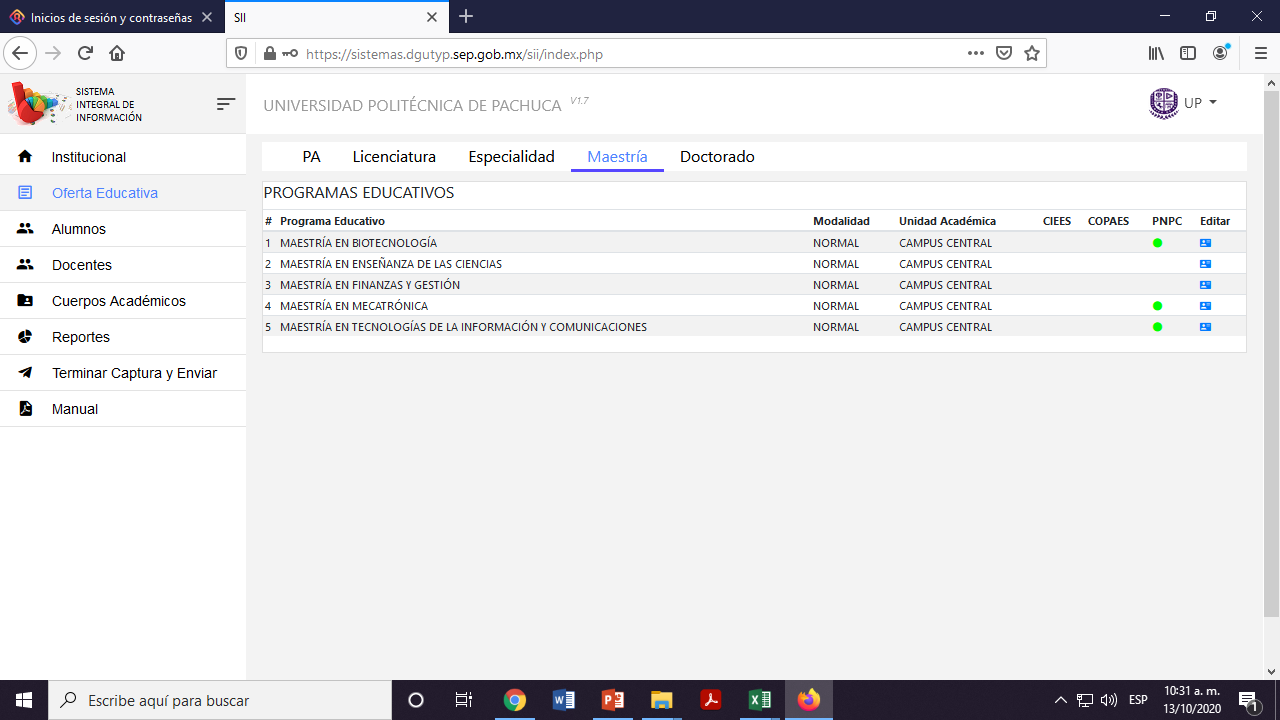 Inicios de sesión y contraseñas
SII
https://sistemas.dgutyp.sep.gob.mx/sii/index.php
SISTEMA
INTEGRAL DE
INFORMACIÓN
UNIVERSIDAD POLITÉCNICA DE PACHUCA V1.7
UP
Institucional
Oferta Educativa
Alumnos
Docentes
Cuerpos Académicos
Reportes
Terminar Captura y Enviar
Manual
PA Licenciatura Especialidad Maestría Doctorado
PROGRAMAS EDUCATIVOS
# Programa Educativo Modalidad Unidad Académica CIEES COPAES PNPC Editar
1 MAESTRÍA EN BIOTECNOLOGÍA NORMAL CAMPUS CENTRAL
2 MAESTRÍA EN ENSEÑANZA DE LAS CIENCIAS NORMAL CAMPUS CENTRAL
3 MAESTRÍA EN FINANZAS Y GESTIÓN NORMAL CAMPUS CENTRAL
4 MAESTRÍA EN MECATRÓNICA NORMAL CAMPUS CENTRAL
5 MAESTRÍA EN TECNOLOGÍAS DE LA INFORMACIÓN Y COMUNICACIONES NORMAL CAMPUS CENTRAL
Escribe aquí para buscar
ESP
10:31 a. m.
13/10/2020
1